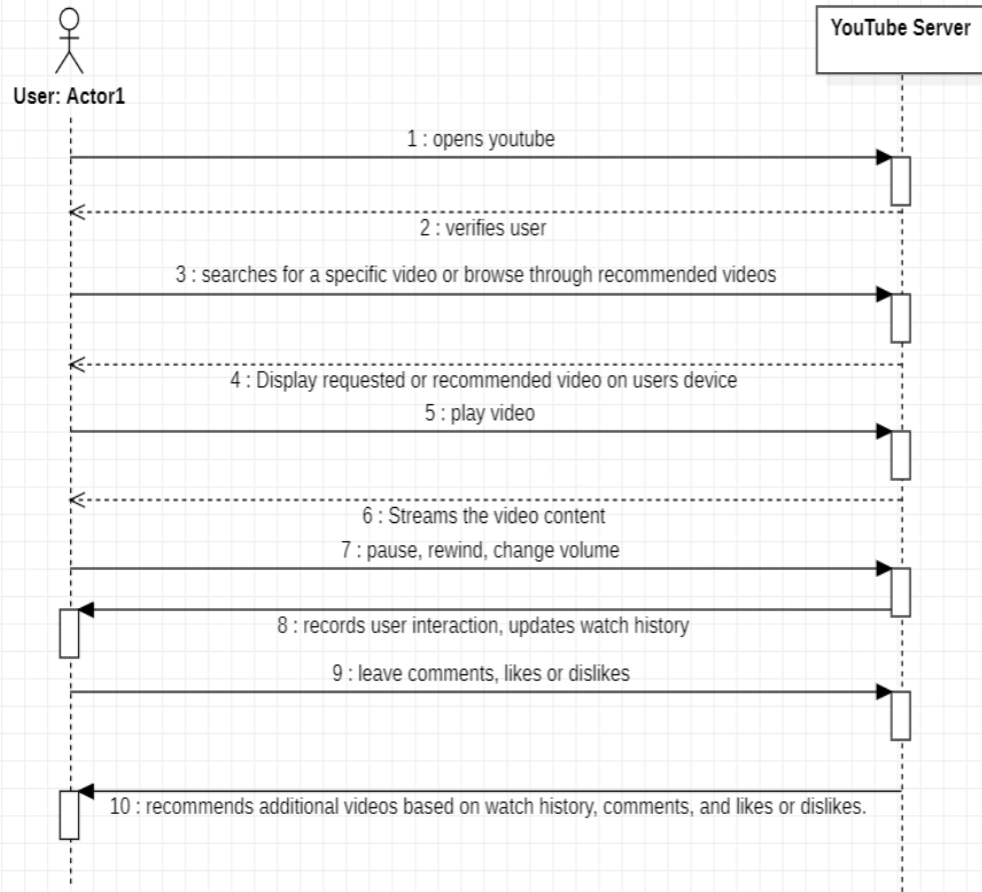 YouTube Server
User: Actor1
1 : opens youtube
2 : verifies user
3 : searches for a specific video or browse through recommended videos
4 : Display requested or recommended video on users device
5 : play video
6 : Streams the video content
7 : pause, rewind, change volume
8 : records user interaction, updates watch history
9 : leave comments, likes or dislikes
10 : recommends additional videos based on watch history, comments, and likes or dislikes.